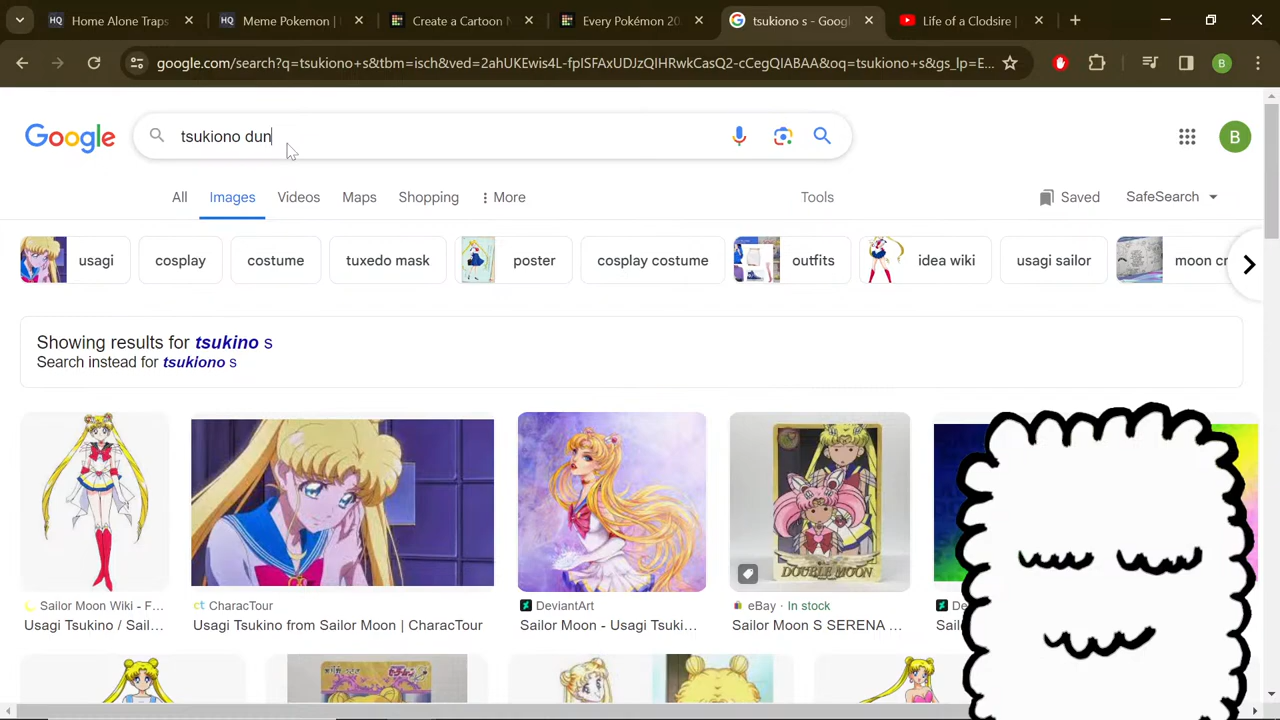 Home Alone Traps
Meme Pokemon |
Create a Cartoon
Every Pokémon 20
tsukiono s - Goog
Life of a Clodsire |
google.com/search?q=tsukiono+s&tbm=isch&ved=2ahUKEwis4L-fpISFAxUDJzQIHRwkCasQ2-cCegQIABAA&oq=tsukiono+s&gs_lp=E...
B
Google
tsukiono dun
B
All
Images
Videos
Maps
Shopping
More
Tools
Saved
SafeSearch
usagi
cosplay
costume
tuxedo mask
poster
cosplay costume
outfits
idea wiki
usagi sailor
moon cr
Showing results for tsukino s
Search instead for tsukiono s
DOUBLE MOON
Sailor Moon Wiki - F...
Usagi Tsukino / Sail...
CharacTour
Usagi Tsukino from Sailor Moon | CharacTour
DeviantArt
Sailor Moon - Usagi Tsuki...
eBay · In stock
Sailor Moon S SERENA ...